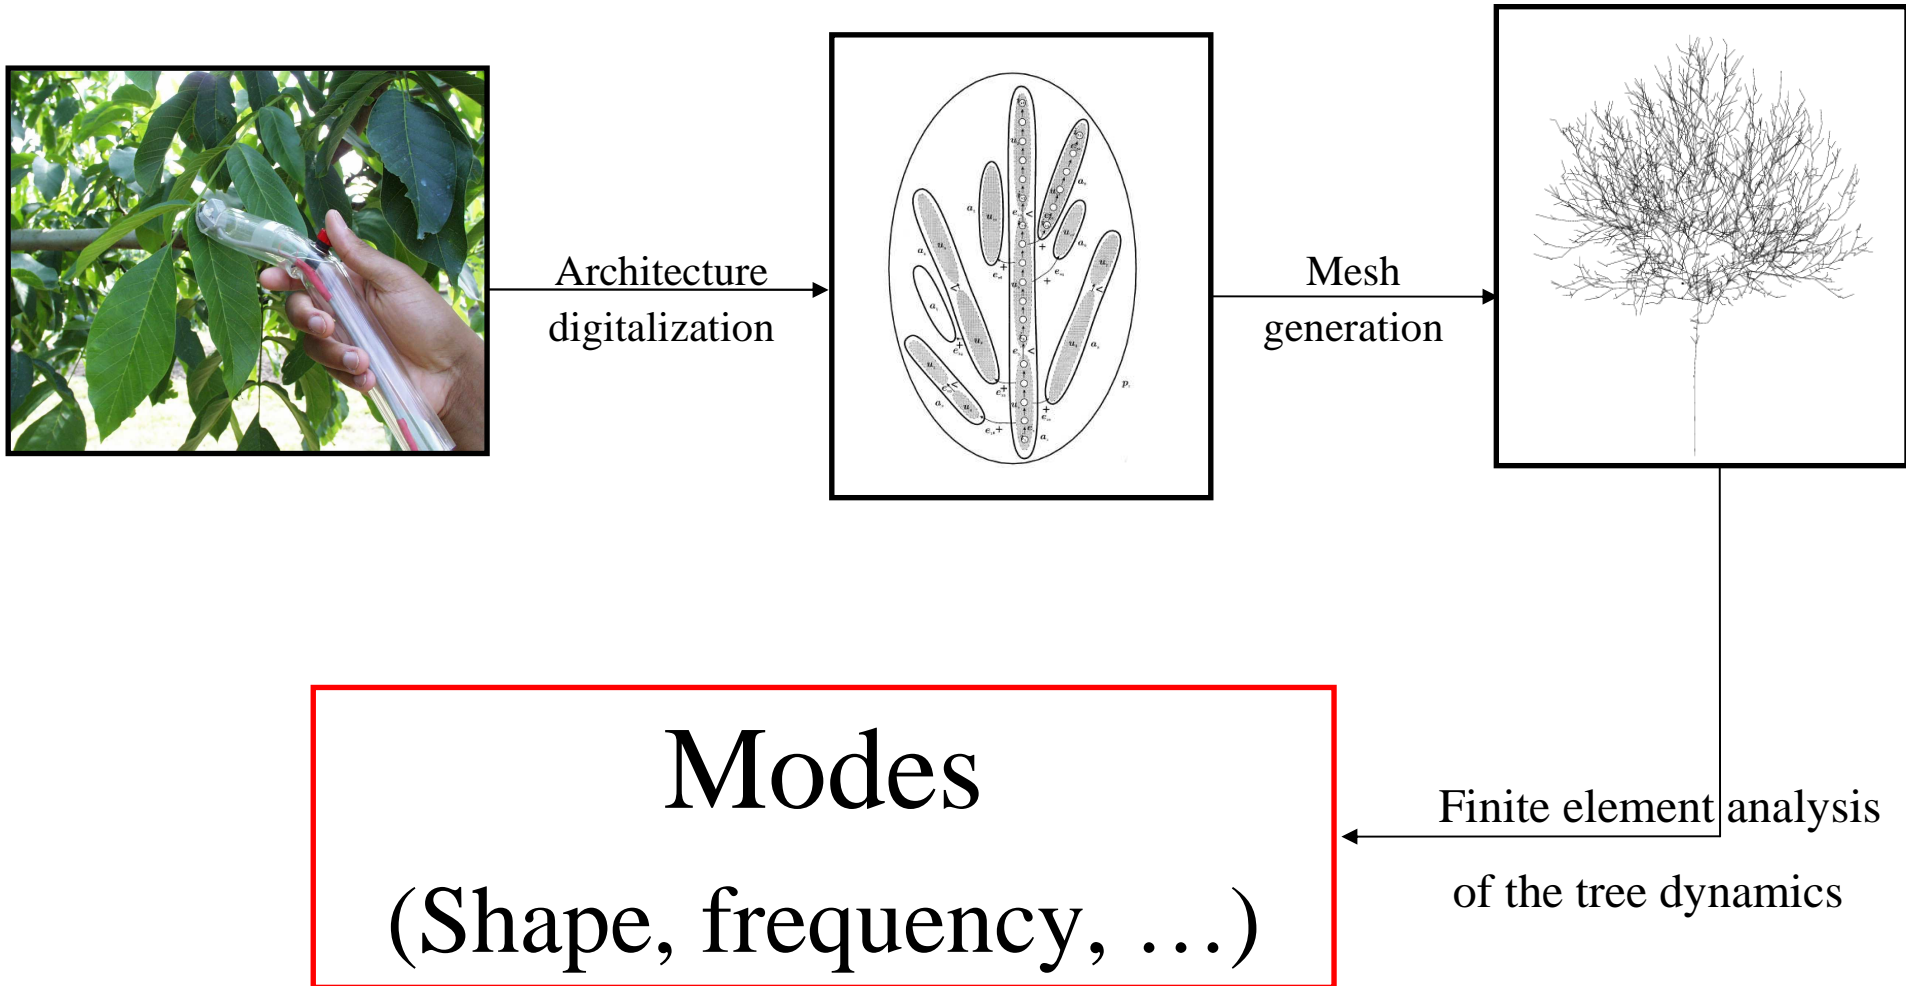 Architecture
digitalization
Mesh
generation
Finite element analysis
of the tree dynamics
Modes
(Shape, frequency, …)